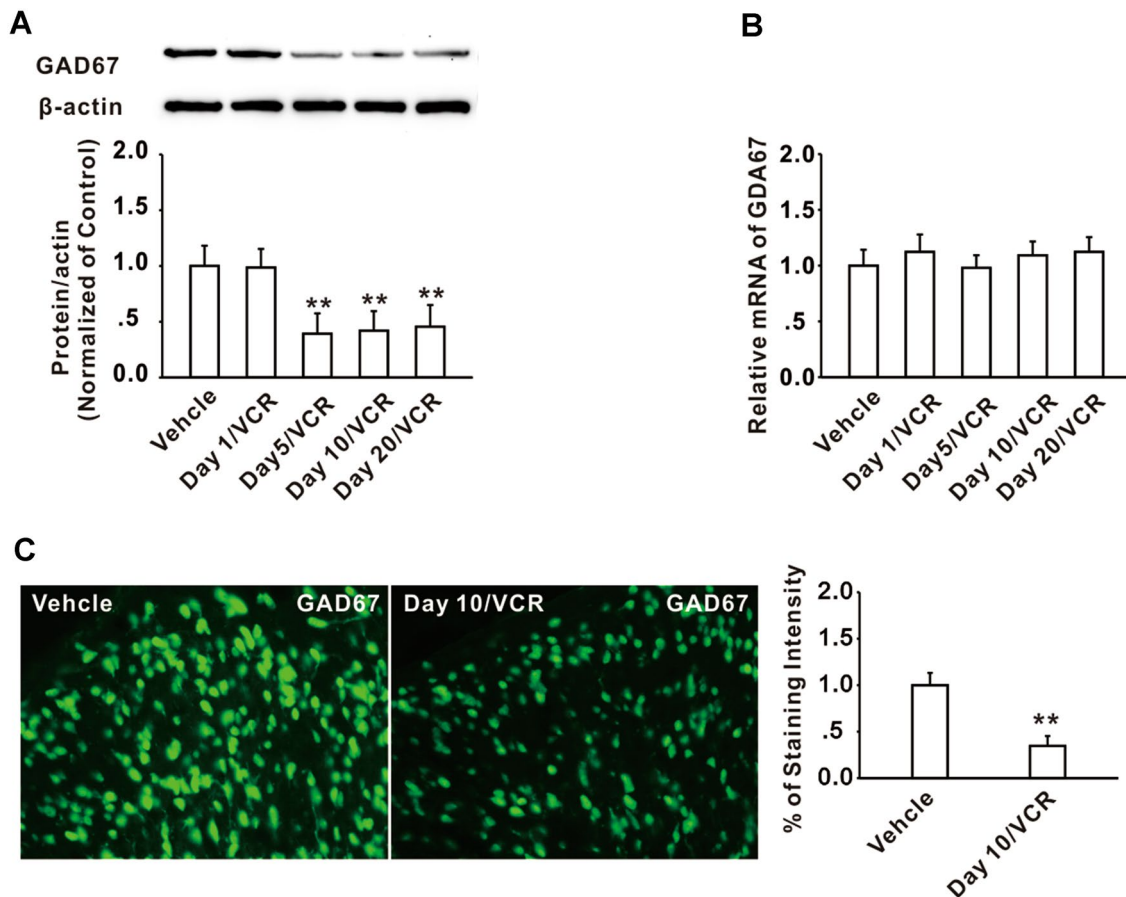 A
GAD67
β-actin
Protein/actin
(Normalized of Control)
2.0
1.5
1.0
.5
0.0
**
**
**
Vehcle
Day 1/VCR
Day5/VCR
Day 10/VCR
Day 20/VCR
B
Relative mRNA of GDA67
2.0
1.5
1.0
.5
0.0
Vehcle
Day 1/VCR
Day5/VCR
Day 10/VCR
Day 20/VCR
C
Vehcle GAD67
Day 10/VCR GAD67
% of Staining Intensity
2.0
1.5
1.0
.5
0.0
**
Vehcle
Day 10/VCR